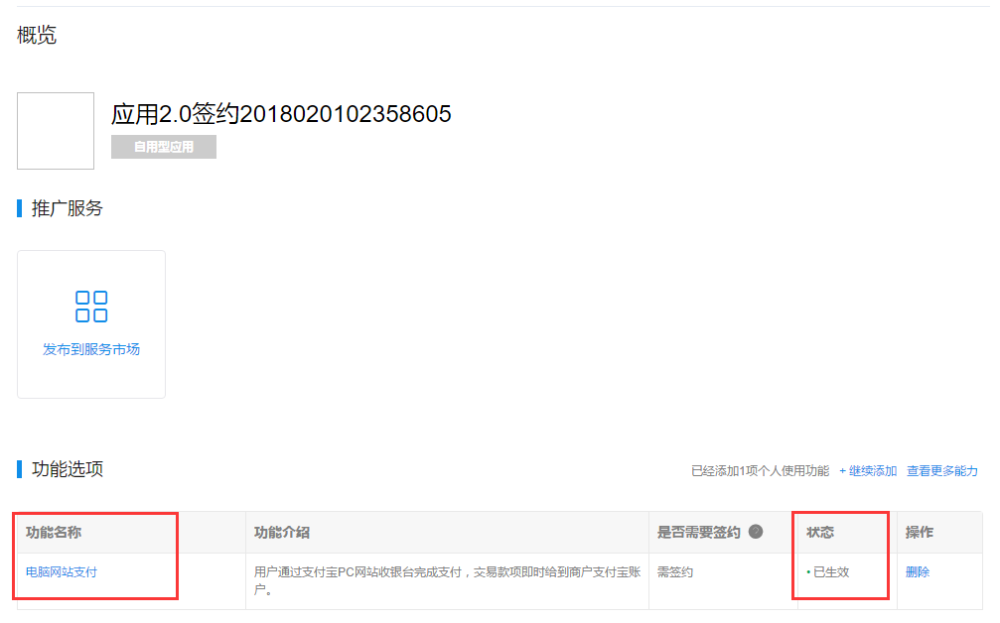 概览
应用2.0签约2018020102358605
自用型应用
推广服务
发布到服务市场
功能选项
已经添加1项个人使用功能 + 继续添加 查看更多能力
功能名称 功能介绍 是否需要签约 ? 状态 操作
电脑网站支付 用户通过支付宝PC网站收银台完成支付，交易款项即时给到商户支付宝账 需签约 • 已生效 删除
户。